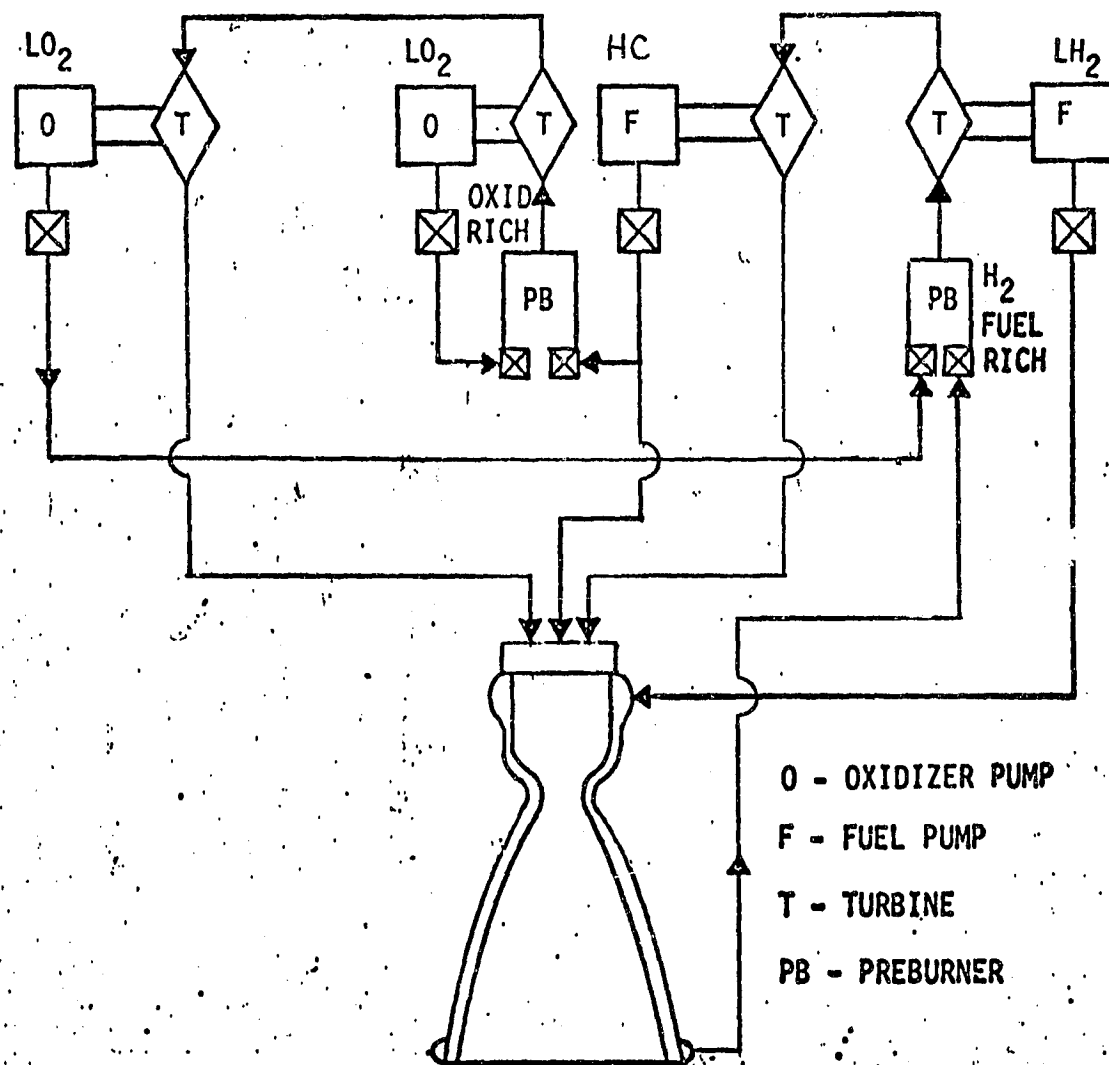 LO2
LO2
HC
LH2
O
T
O
T
F
T
T
F
OXID
RICH
PB
PB
H2
FUEL
RICH
O - OXIDIZER PUMP
F - FUEL PUMP
T - TURBINE
PB - PREBURNER